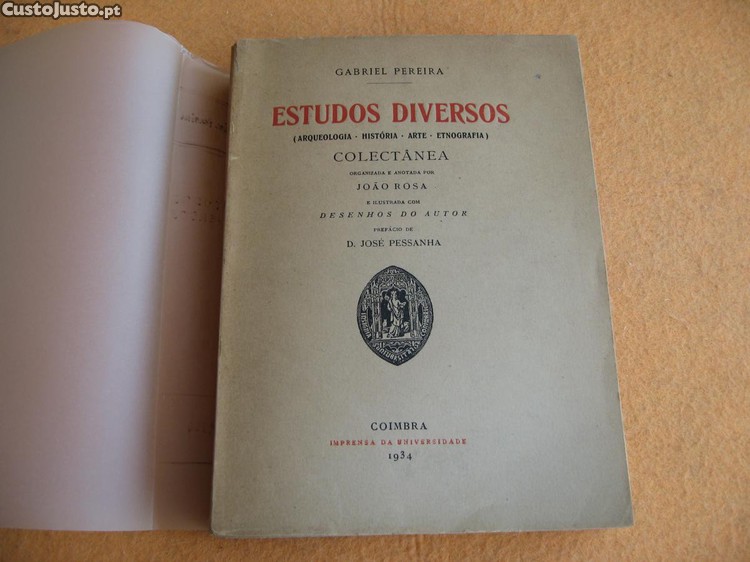 CustoJusto.pt
GABRIEL PEREIRA
ESTUDOS DIVERSOS
(ARQUEOLOGIA - HISTÓRIA - ARTE - ETNOGRAFIA)
COLECTÂNEA
ORGANIZADA E ANOTADA POR
JOÃO ROSA
E ILUSTRADA COM
DESENHOS DO AUTOR
PREFÁCIO DE
D. JOSÉ PESSANHA
COIMBRA
IMPRENSA DA UNIVERSIDADE
1934